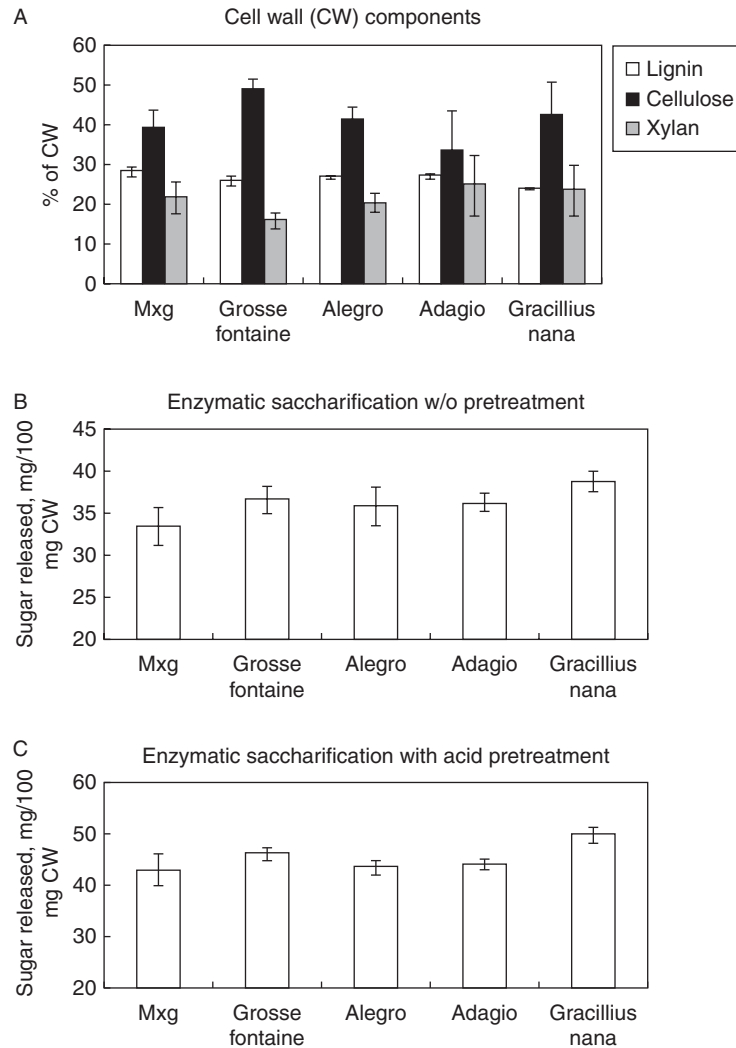 A
Cell wall (CW) components
60
50
40
30
20
10
0
% of CW
Lignin
Cellulose
Xylan
Mxg
Grosse
fontaine
Alegro
Adagio
Gracillius
nana
B
Enzymatic saccharification w/o pretreatment
45
40
35
30
25
20
Sugar released, mg/100
mg CW
Mxg
Grosse
fontaine
Alegro
Adagio
Gracillius
nana
C
Enzymatic saccharification with acid pretreatment
60
50
40
30
20
Sugar released, mg/100
mg CW
Mxg
Grosse
fontaine
Alegro
Adagio
Gracillius
nana